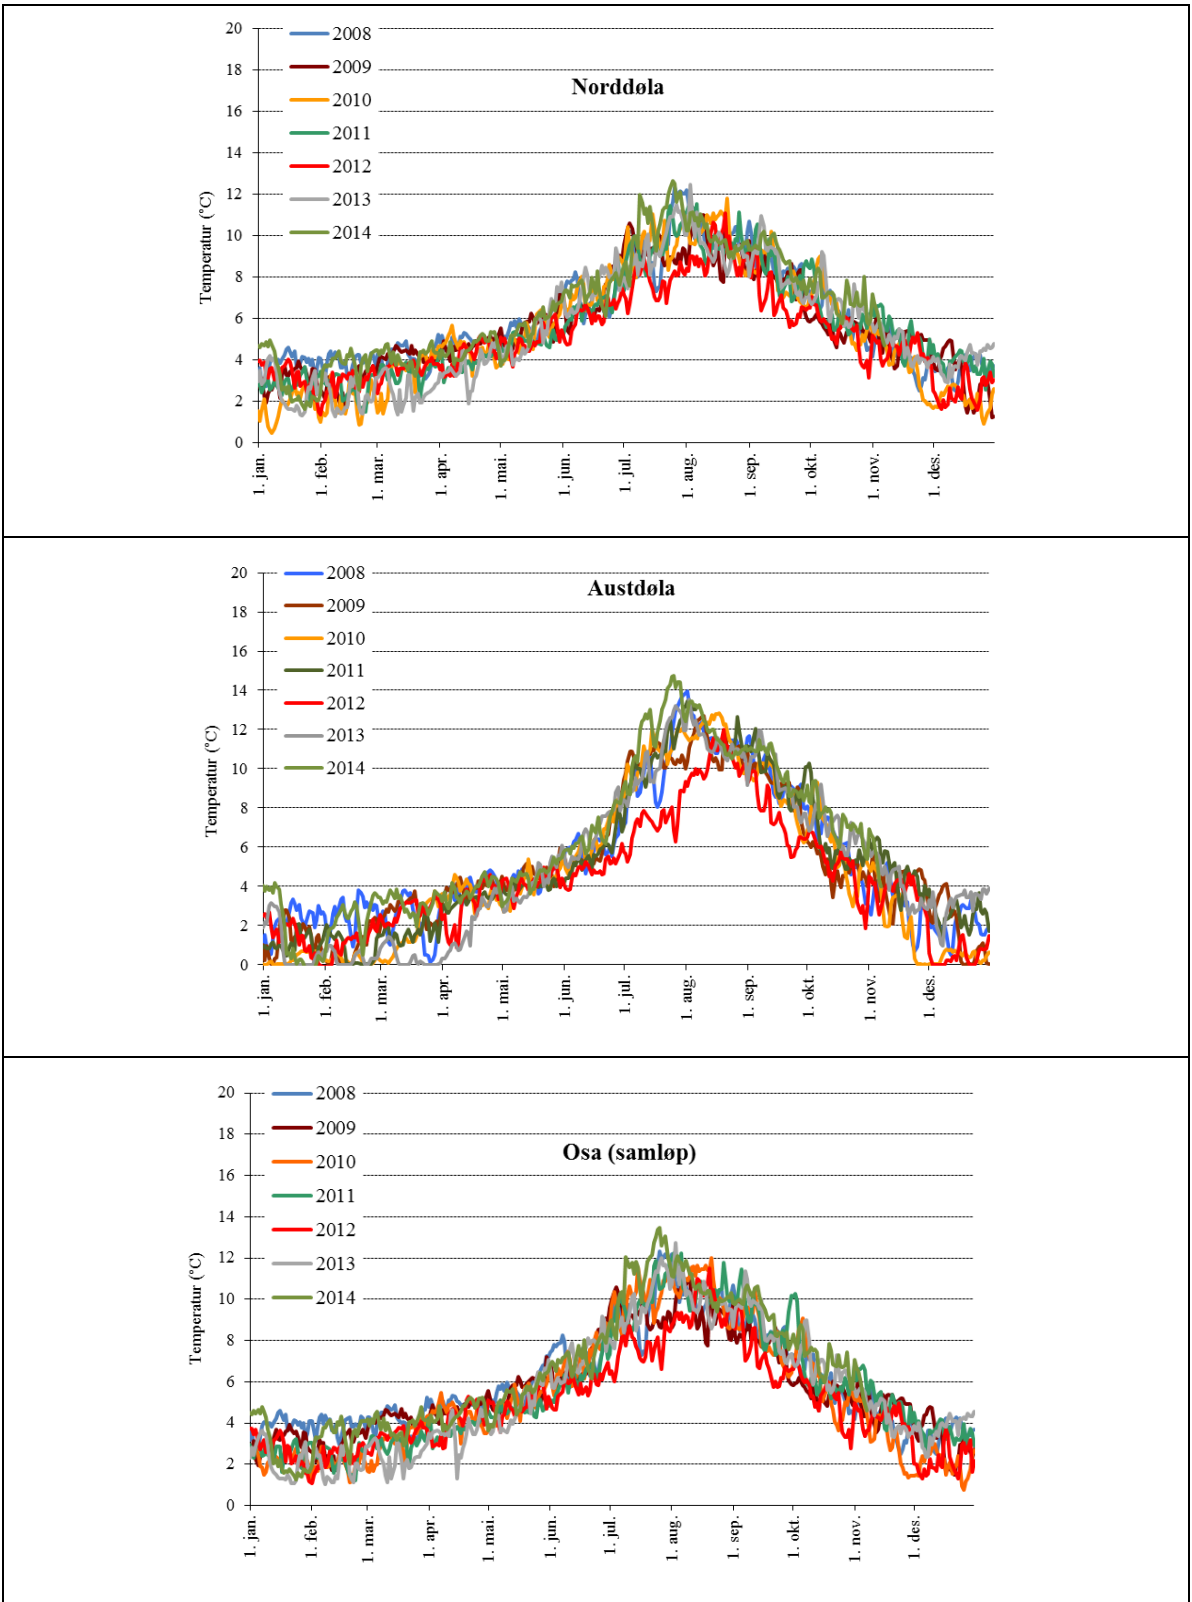 20
18
16
14
12
10
8
6
4
2
0
Temperatur (°C)
2008
2009
2010
2011
2012
2013
2014
Norddøla
1. jan.
1. feb.
1. mar.
1. apr.
1. mai.
1. jun.
1. jul.
1. aug.
1. sep.
1. okt.
1. nov.
1. des.
20
18
16
14
12
10
8
6
4
2
0
Temperatur (°C)
2008
2009
2010
2011
2012
2013
2014
Austdøla
1. jan.
1. feb.
1. mar.
1. apr.
1. mai.
1. jun.
1. jul.
1. aug.
1. sep.
1. okt.
1. nov.
1. des.
20
18
16
14
12
10
8
6
4
2
0
Temperatur (°C)
2008
2009
2010
2011
2012
2013
2014
Osa (samløp)
1. jan.
1. feb.
1. mar.
1. apr.
1. mai.
1. jun.
1. jul.
1. aug.
1. sep.
1. okt.
1. nov.
1. des.